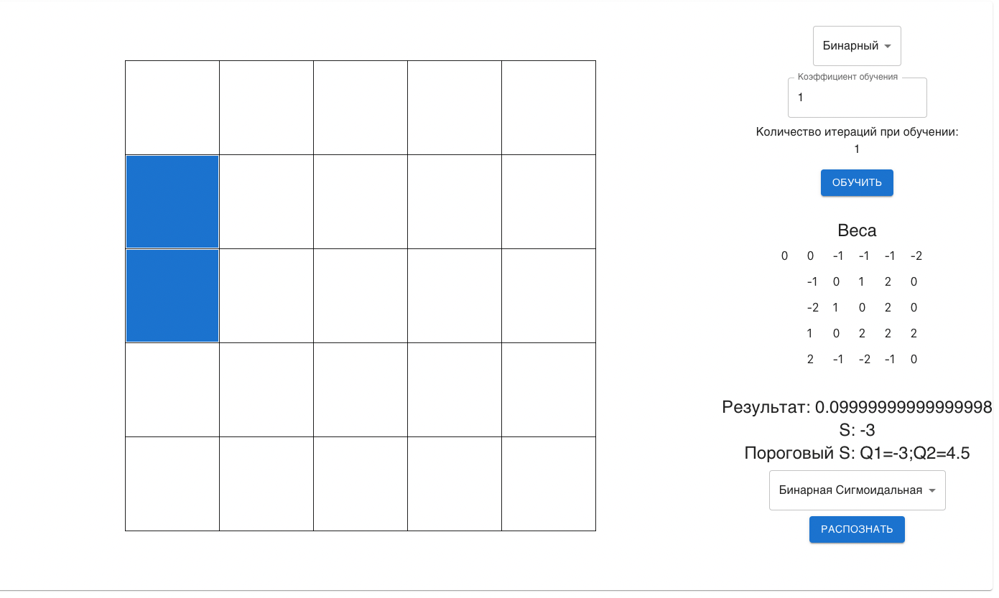 Бинарный
Коэффициент обучения
1
Количество итераций при обучении:
1
ОБУЧИТЬ
Веса
0 0 -1 -1 -1 -2
-1 0 1 2 0
-2 1 0 2 0
1 0 2 2 2
2 -1 -2 -1 0
Результат: 0.09999999999999998
S: -3
Пороговый S: Q1=-3;Q2=4.5
Бинарная Сигмоидальная
РАСПОЗНАТЬ